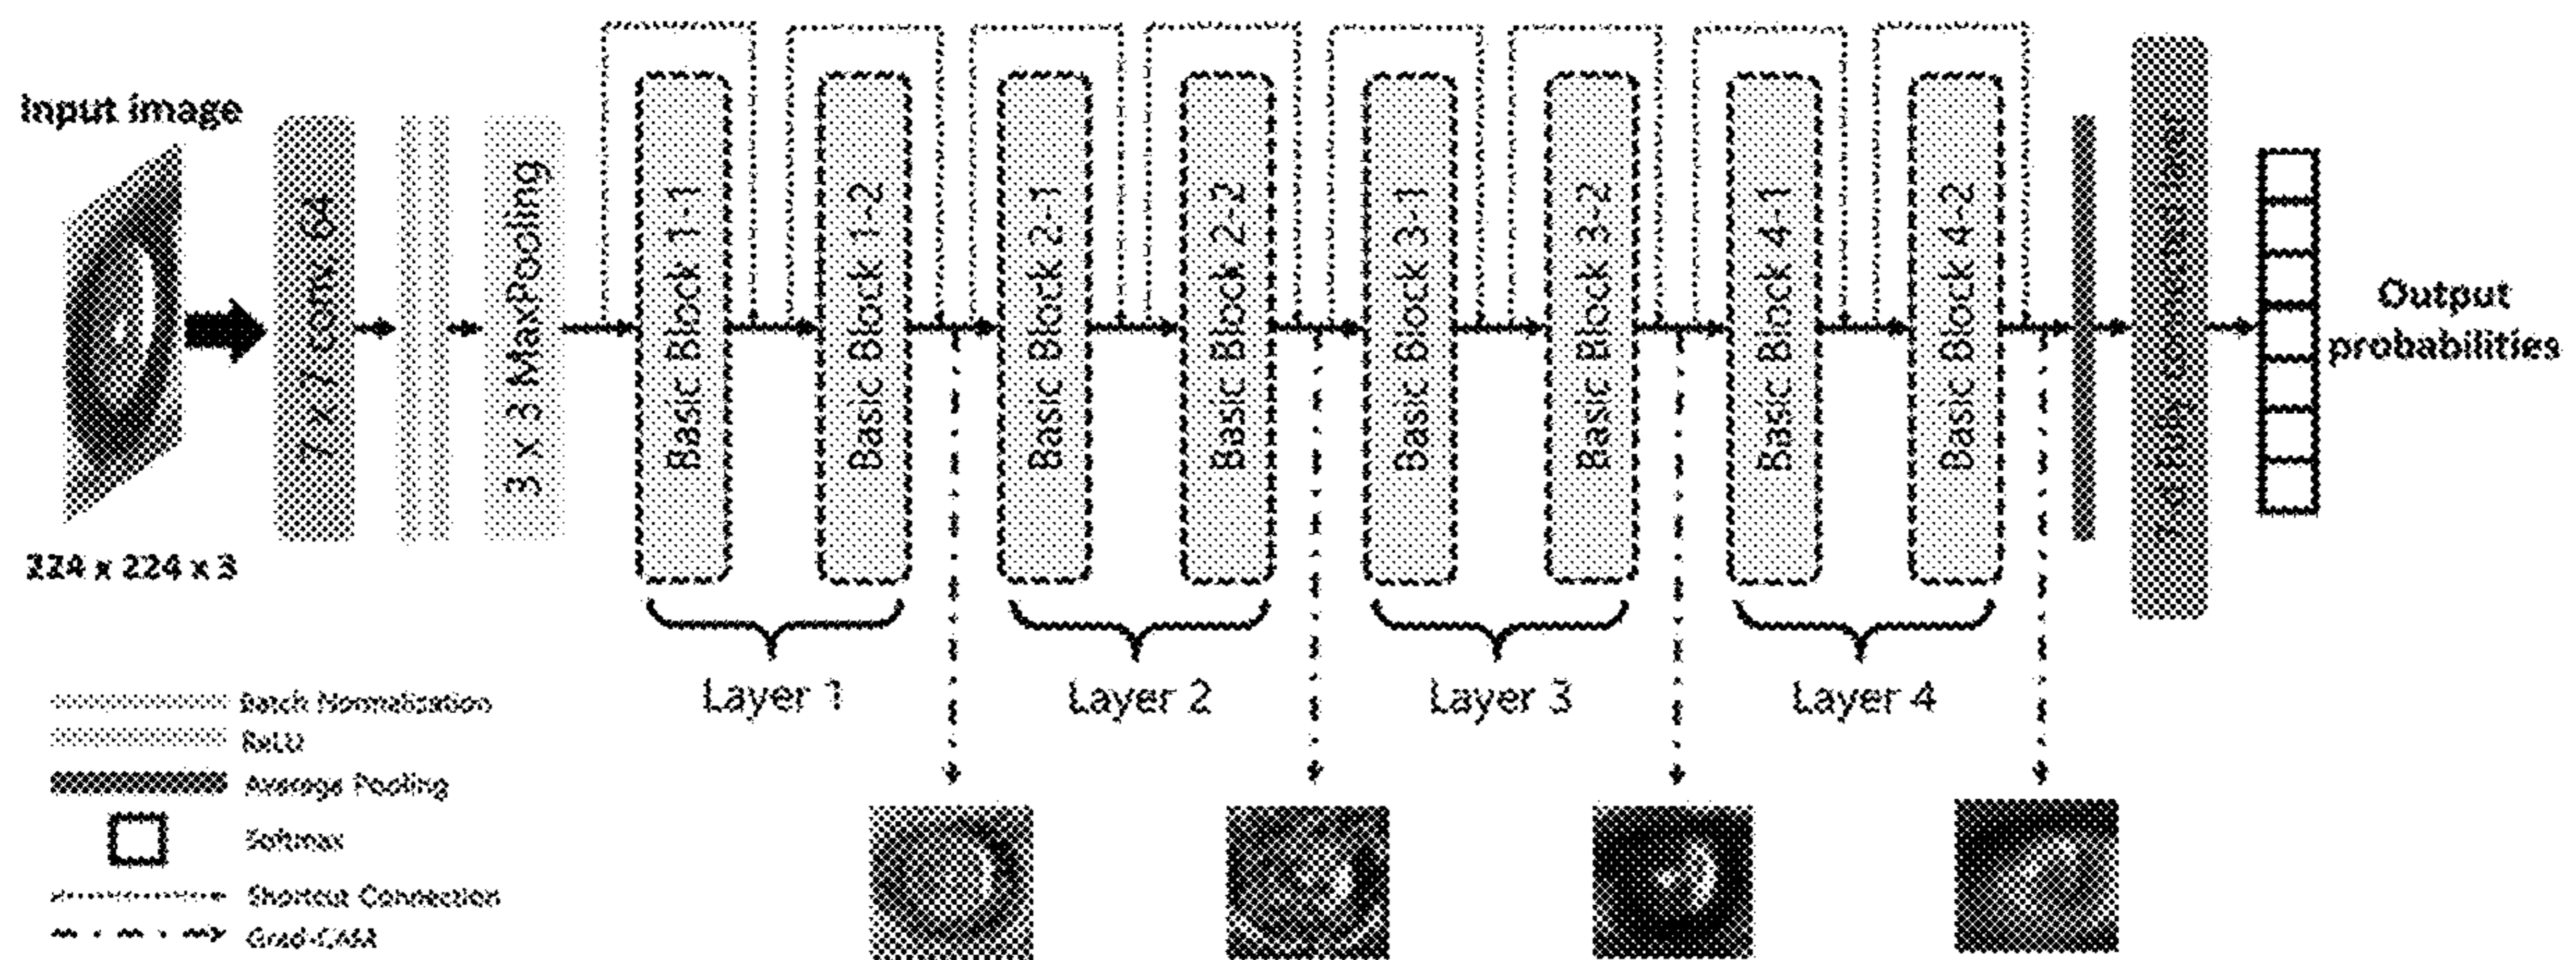 Input image
224 x 224 x 3
7 x 7 conv, 64
3 x 3 MaxPooling
Basic Block 1-1
Basic Block 1-2
Basic Block 2-1
Basic Block 2-2
Basic Block 3-1
Basic Block 3-2
Basic Block 4-1
Basic Block 4-2
fully connected layer
Output
probabilities
Layer 1
Layer 2
Layer 3
Layer 4
Batch Normalization
ReLU
Average Pooling
Softmax
Shortcut Connection
Grad-CAM